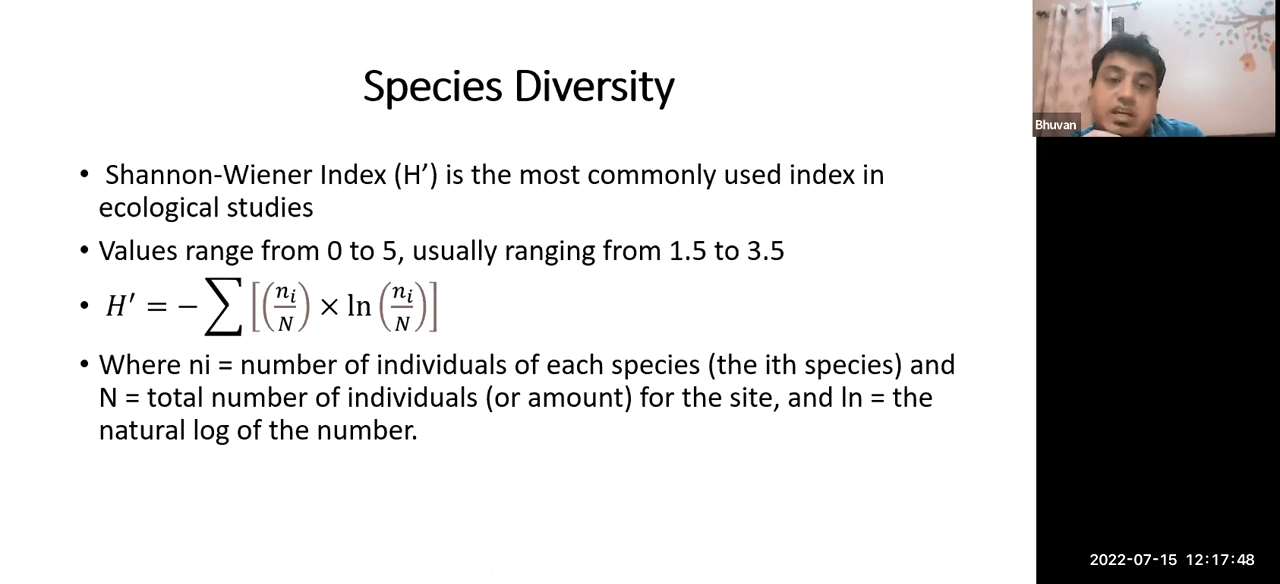 Species Diversity
• Shannon-Wiener Index (H’) is the most commonly used index in
ecological studies
• Values range from 0 to 5, usually ranging from 1.5 to 3.5
• H′ = − ∑ [(nᵢ/N) × ln (nᵢ/N)]
• Where ni = number of individuals of each species (the ith species) and
N = total number of individuals (or amount) for the site, and ln = the
natural log of the number.
Bhuvan
2022-07-15 12:17:48